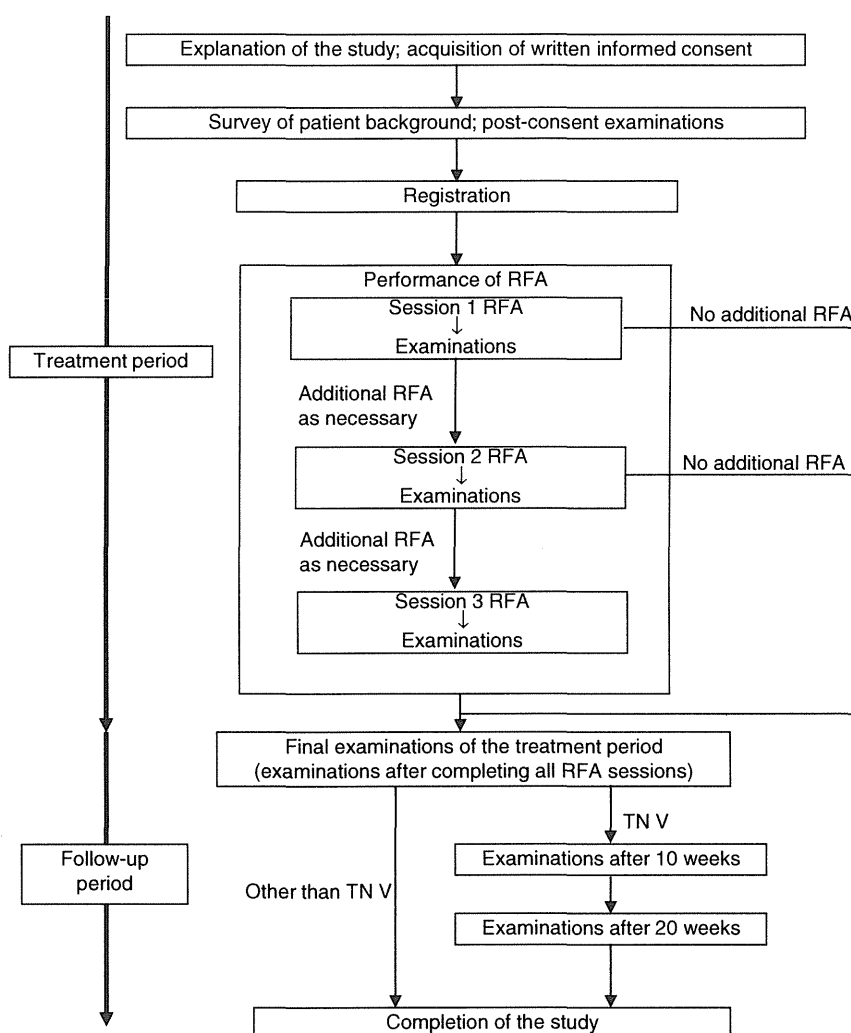 Explanation of the study; acquisition of written informed consent
Survey of patient background; post-consent examinations
Registration
Performance of RFA
Session 1 RFA
↓
Examinations
No additional RFA
Treatment period
Additional RFA
as necessary
Session 2 RFA
↓
Examinations
No additional RFA
Additional RFA
as necessary
Session 3 RFA
↓
Examinations
Final examinations of the treatment period
(examinations after completing all RFA sessions)
TN V
Follow-up
period
Examinations after 10 weeks
Other than TN V
Examinations after 20 weeks
Completion of the study